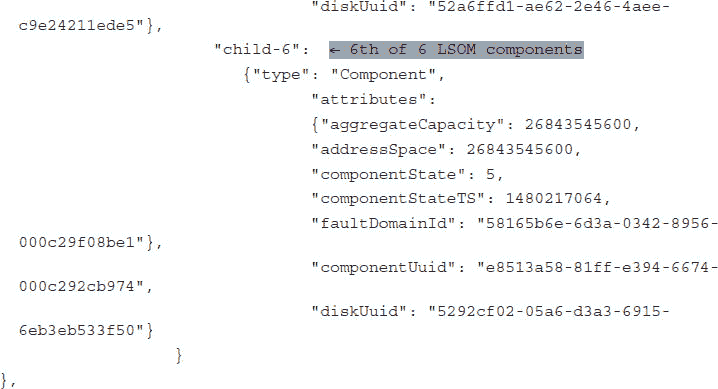 "diskUuid": "52a6ffd1-ae62-2e46-4aee-
c9e24211ede5"},
"child-6": ← 6th of 6 LSOM components
{"type": "Component",
"attributes":
{"aggregateCapacity": 26843545600,
"addressSpace": 26843545600,
"componentState": 5,
"componentStateTS": 1480217064,
"faultDomainId": "58165b6e-6d3a-0342-8956-
000c29f08be1"},
"componentUuid": "e8513a58-81ff-e394-6674-
000c292cb974",
"diskUuid": "5292cf02-05a6-d3a3-6915-
6eb3eb533f50"}
}
},